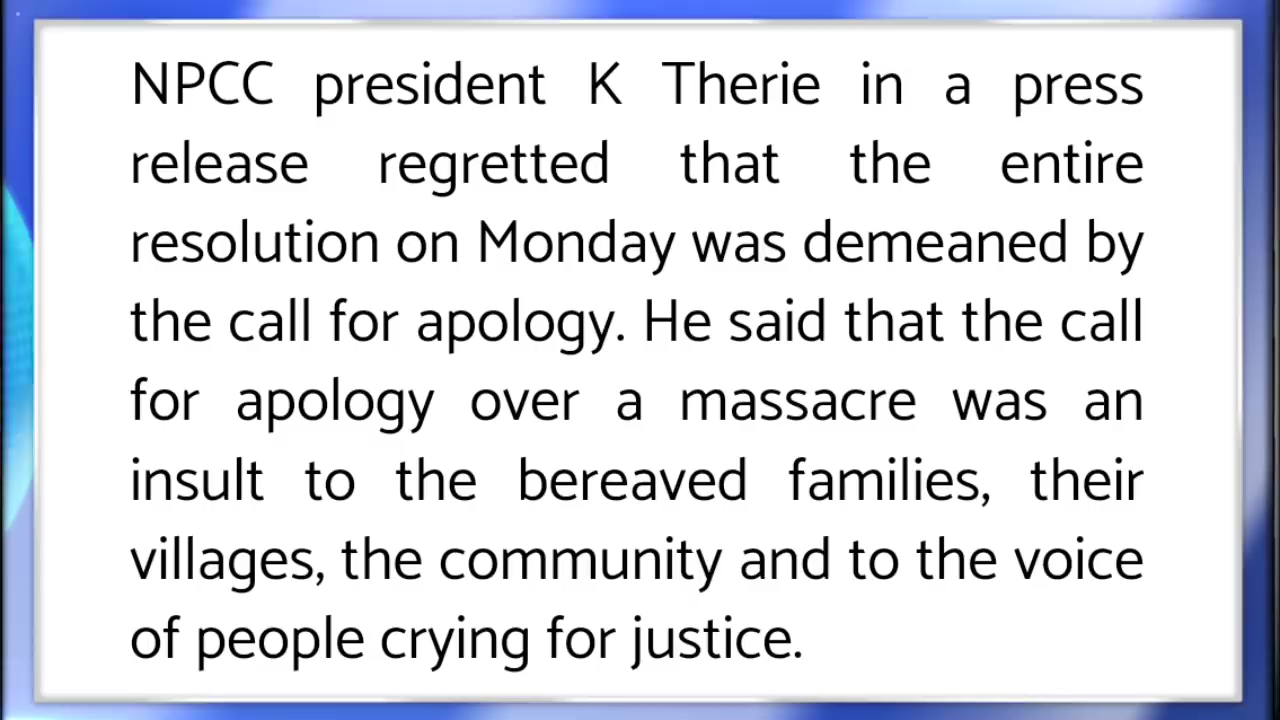 NPCC president K Therie in a press
release regretted that the entire
resolution on Monday was demeaned by
the call for apology. He said that the call
for apology over a massacre was an
insult to the bereaved families, their
villages, the community and to the voice
of people crying for justice.